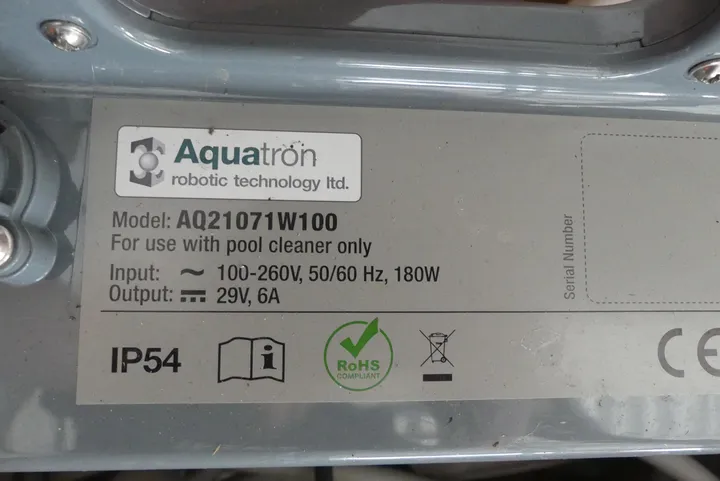 Aquatron
robotic technology ltd.
Model: AQ21071W100
For use with pool cleaner only
Input: ~ 100-260V, 50/60 Hz, 180W
Output: ⎓ 29V, 6A
Serial Number
IP54
i
RoHS
COMPLIANT
CE